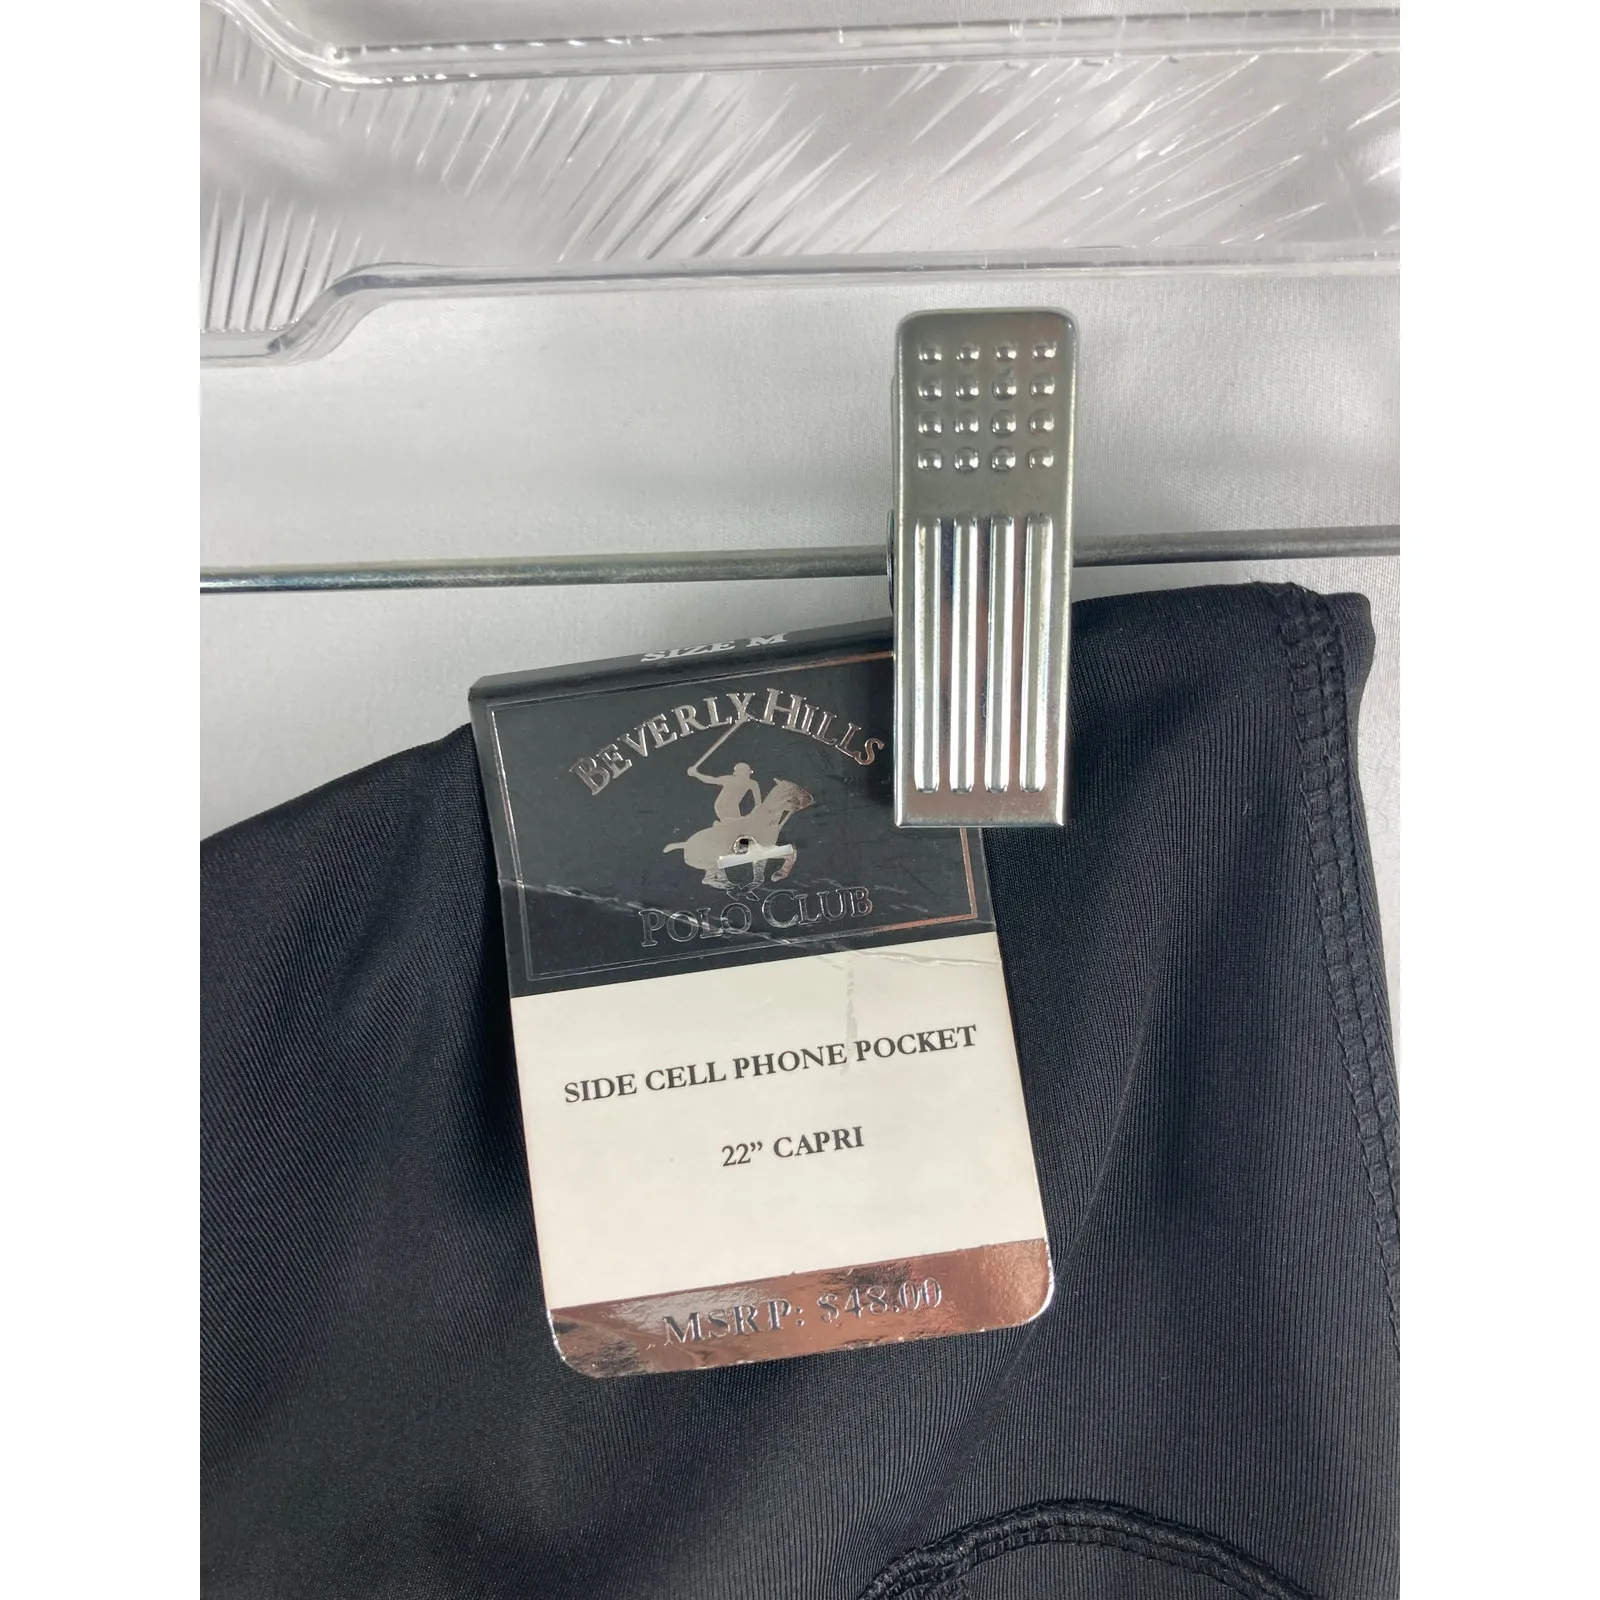 SIZE M
BEVERLY HILLS
POLO CLUB
SIDE CELL PHONE POCKET
22” CAPRI
MSRP: $48.00